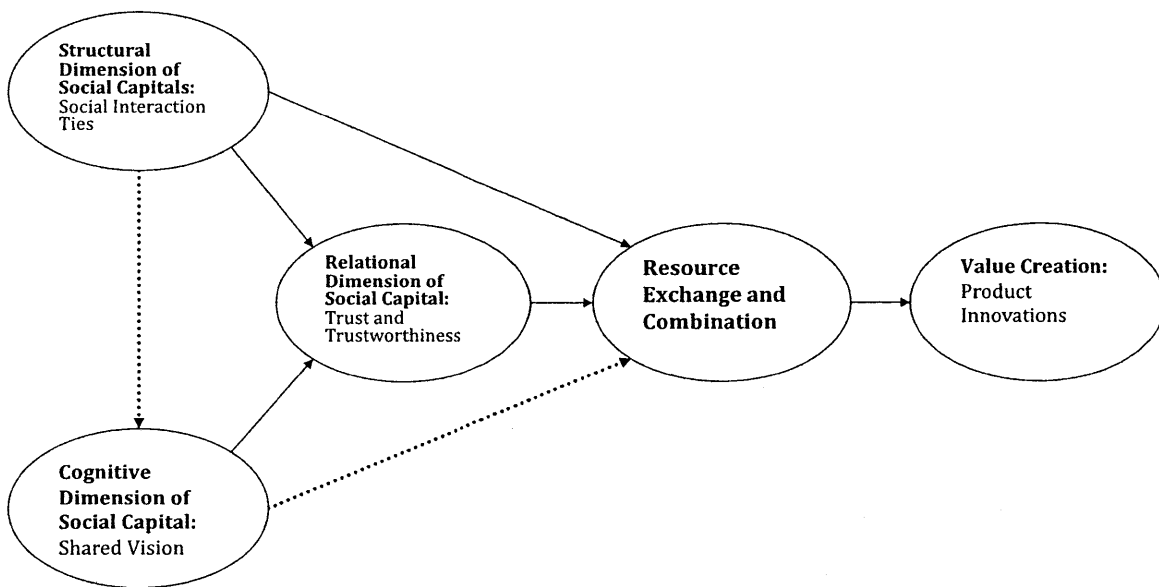 Structural
Dimension of
Social Capitals:
Social Interaction
Ties
Relational
Dimension of
Social Capital:
Trust and
Trustworthiness
Resource
Exchange and
Combination
Value Creation:
Product
Innovations
Cognitive
Dimension of
Social Capital:
Shared Vision